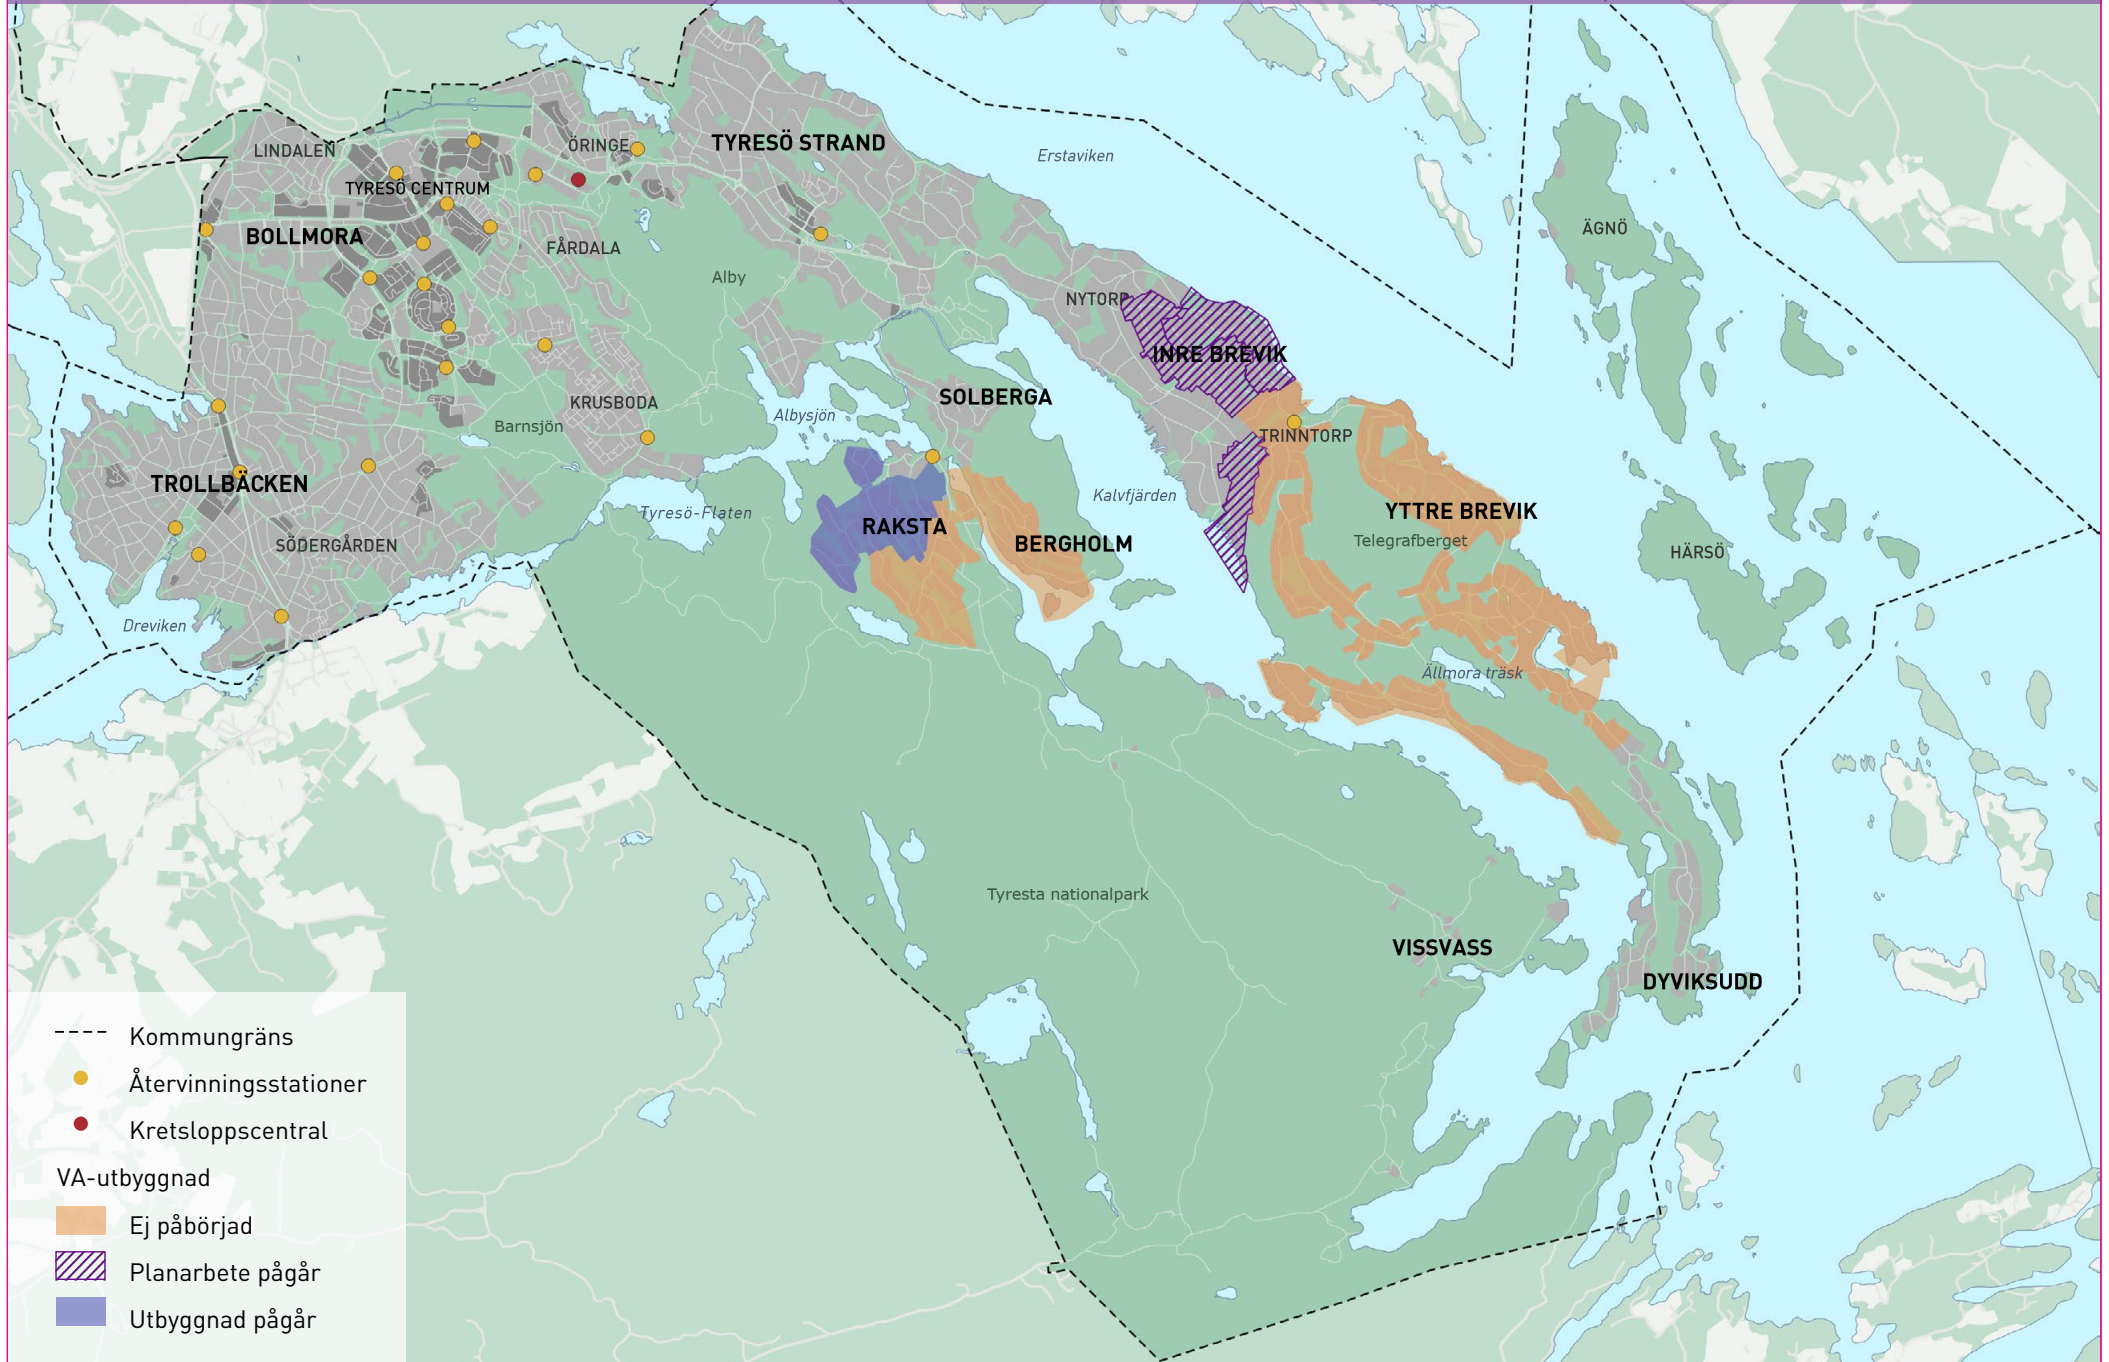 TYRESÖ STRAND
LINDALEN
ÖRINGE
Erstaviken
TYRESÖ CENTRUM
BOLLMORA
FÅRDALA
ÄGNÖ
Alby
NYTORP
INRE BREVIK
KRUSBODA
SOLBERGA
Albysjön
Barnsjön
TRINNTORP
TROLLBÄCKEN
Kalvfjärden
Tyresö-Flaten
RAKSTA
YTTRE BREVIK
BERGHOLM
Telegrafberget
SÖDERGÅRDEN
HÄRSÖ
Dreviken
Ällmora träsk
Tyresta nationalpark
VISSVASS
DYVIKSUDD
Kommungräns
Återvinningsstationer
Kretsloppscentral
VA-utbyggnad
Ej påbörjad
Planarbete pågår
Utbyggnad pågår